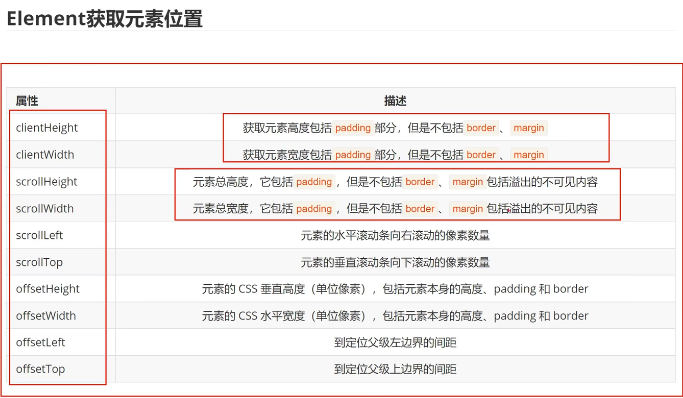 Element获取元素位置
属性 描述
clientHeight 获取元素高度包括 padding 部分，但是不包括 border 、 margin
clientWidth 获取元素宽度包括 padding 部分，但是不包括 border 、 margin
scrollHeight 元素总高度，它包括 padding ，但是不包括 border 、 margin 包括溢出的不可见内容
scrollWidth 元素总宽度，它包括 padding ，但是不包括 border 、 margin 包括溢出的不可见内容
scrollLeft 元素的水平滚动条向右滚动的像素数量
scrollTop 元素的垂直滚动条向下滚动的像素数量
offsetHeight 元素的 CSS 垂直高度（单位像素），包括元素本身的高度、padding 和 border
offsetWidth 元素的 CSS 水平宽度（单位像素），包括元素本身的高度、padding 和 border
offsetLeft 到定位父级左边界的间距
offsetTop 到定位父级上边界的间距